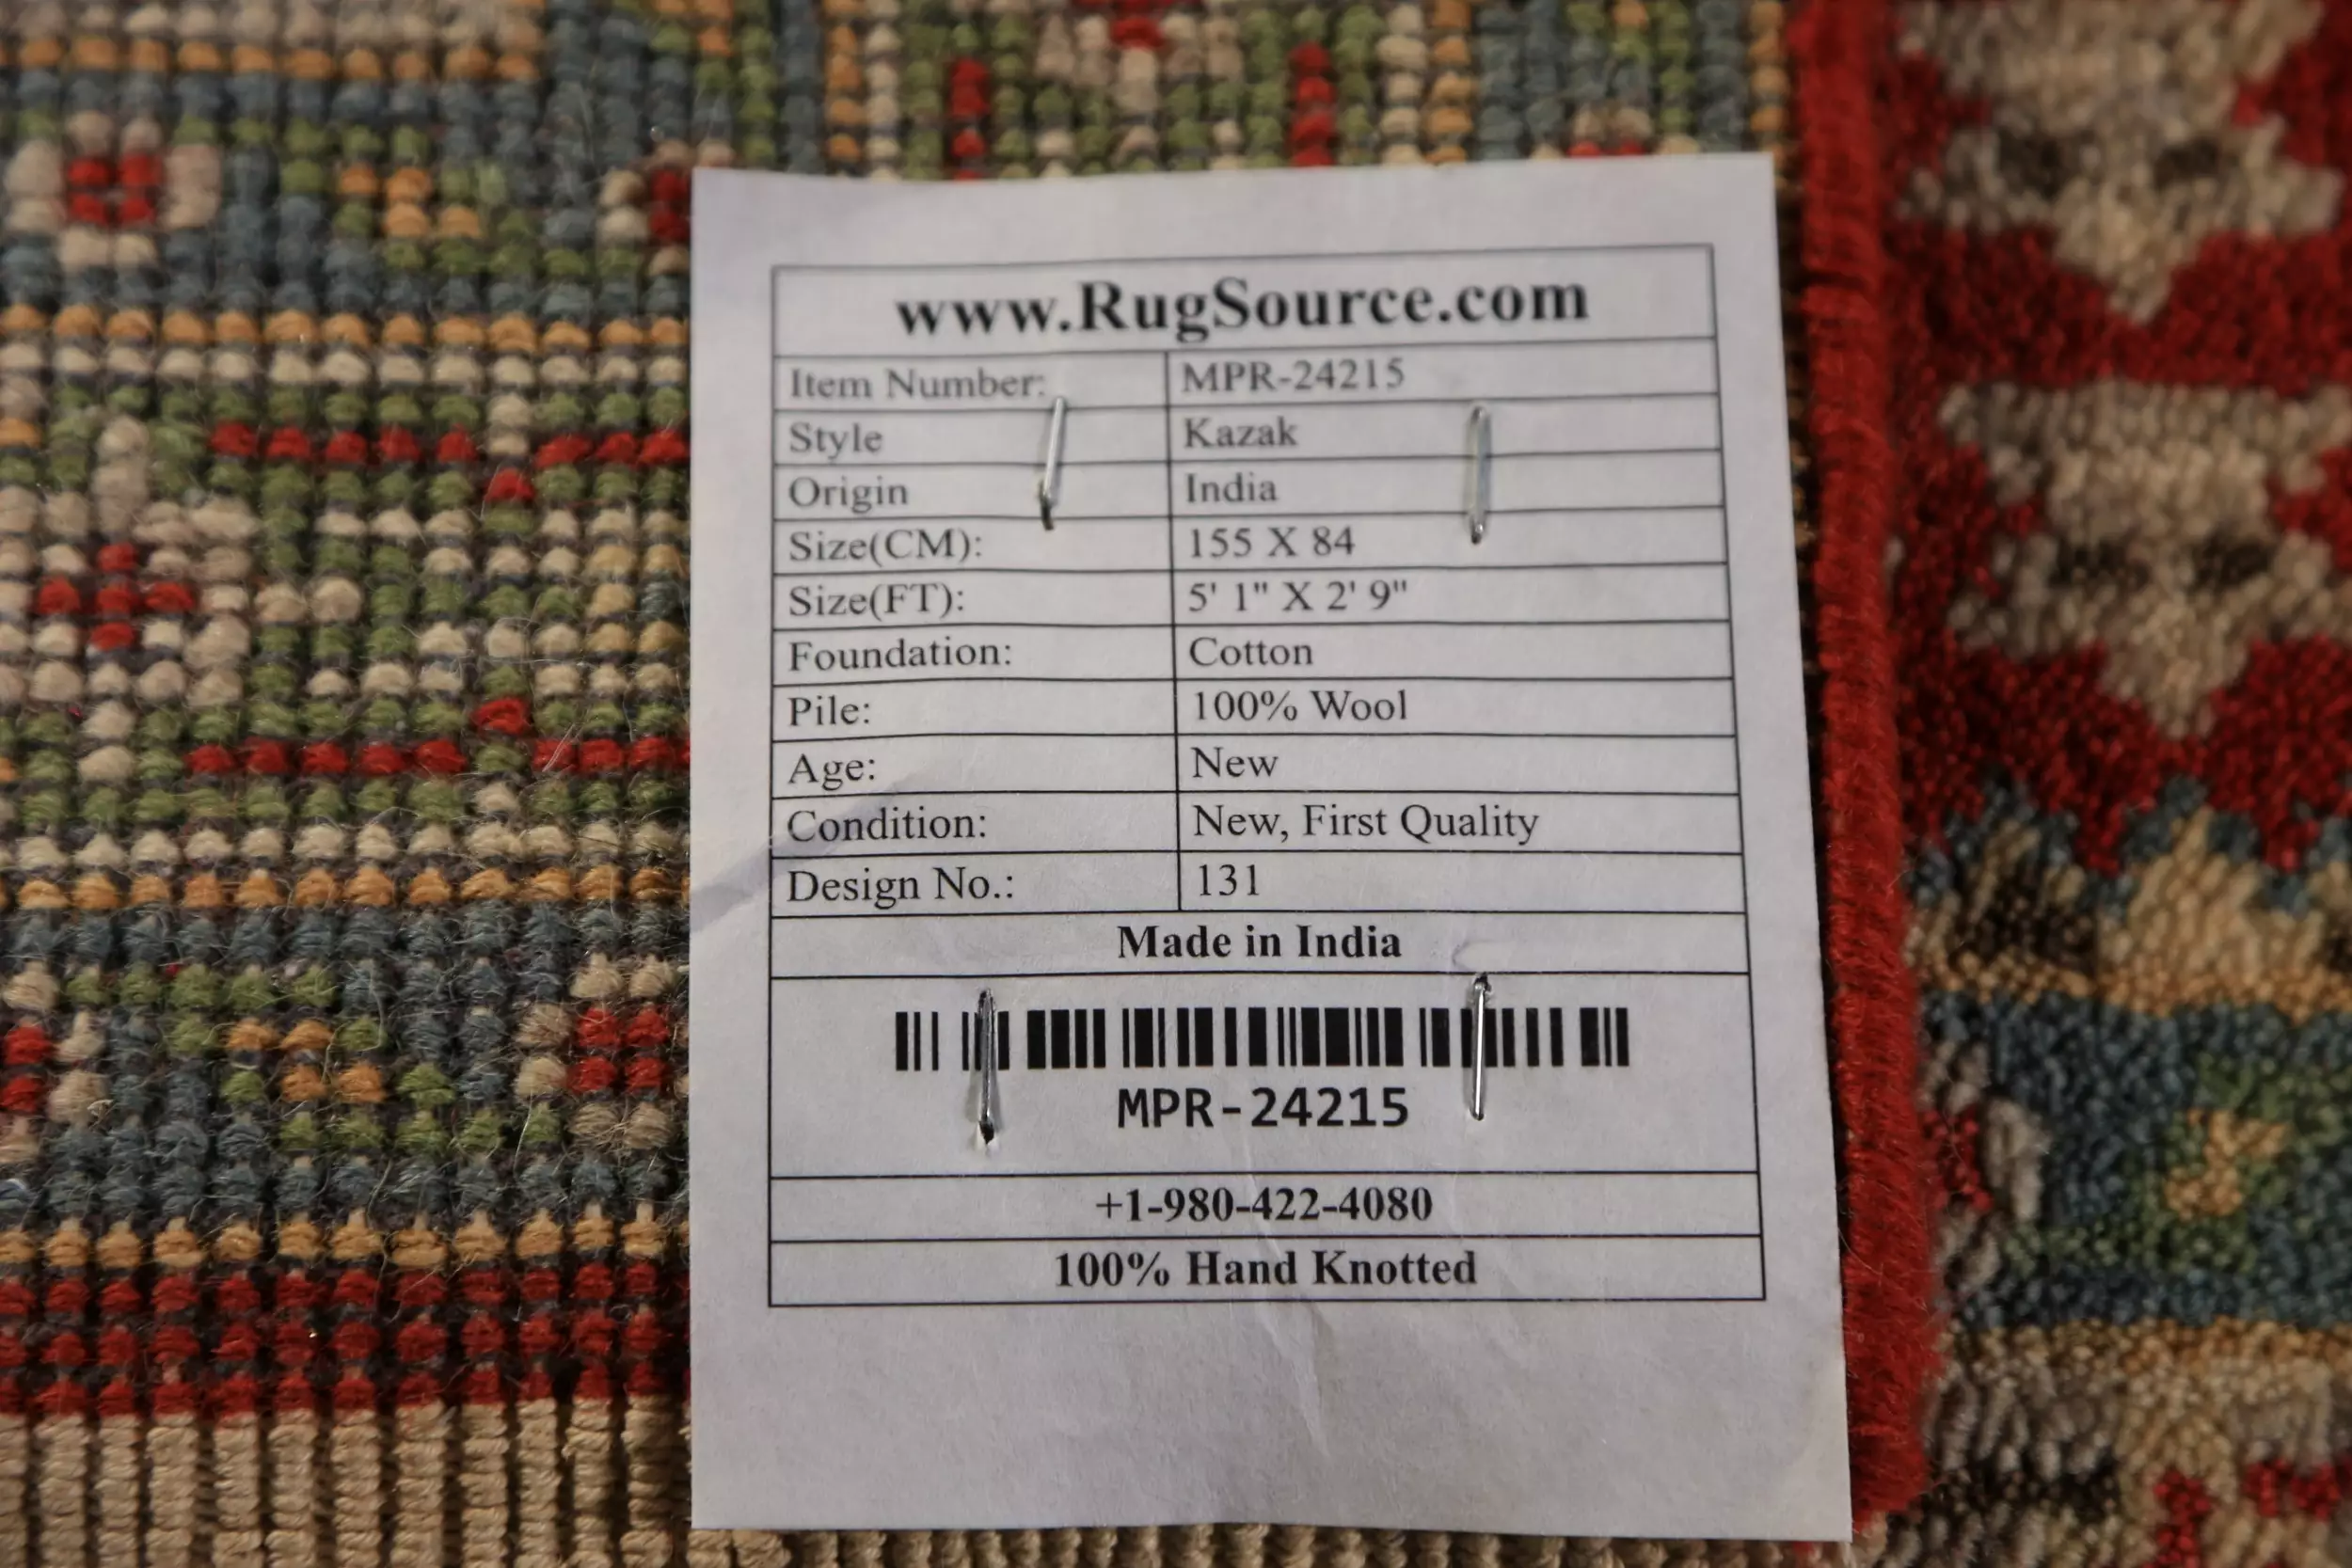 www.RugSource.com
Item Number: MPR-24215
Style Kazak
Origin India
Size(CM): 155 X 84
Size(FT): 5' 1" X 2' 9"
Foundation: Cotton
Pile: 100% Wool
Age: New
Condition: New, First Quality
Design No.: 131
Made in India
MPR-24215
+1-980-422-4080
100% Hand Knotted